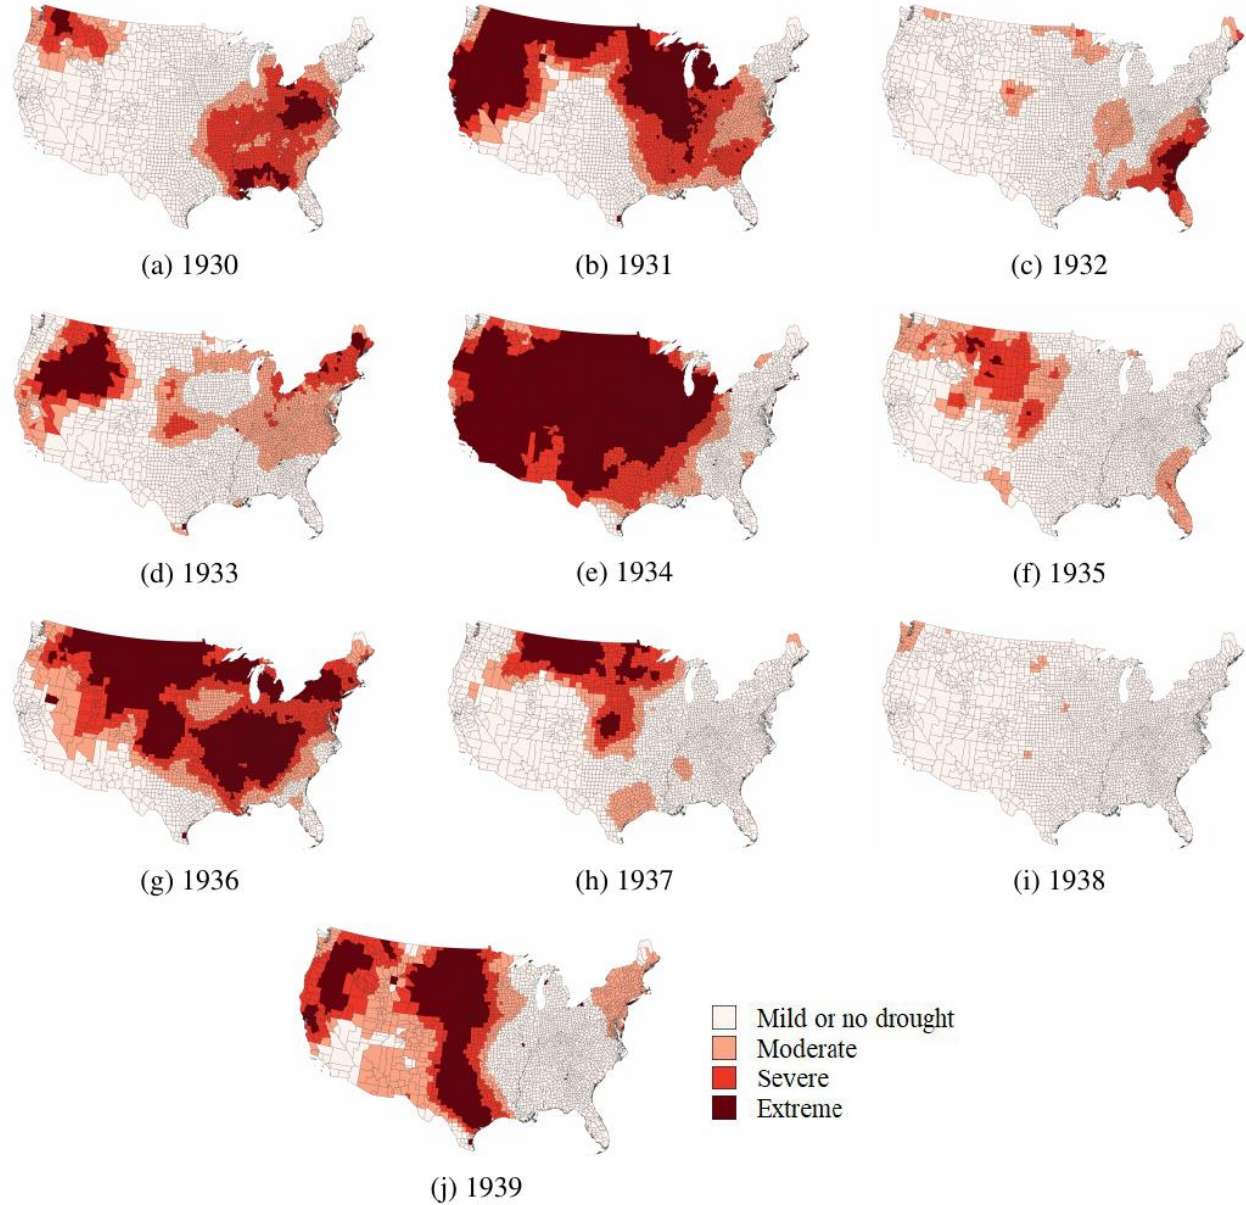 (a) 1930
(b) 1931
(c) 1932
(d) 1933
(e) 1934
(f) 1935
(g) 1936
(h) 1937
(i) 1938
Mild or no drought
Moderate
Severe
Extreme
(j) 1939